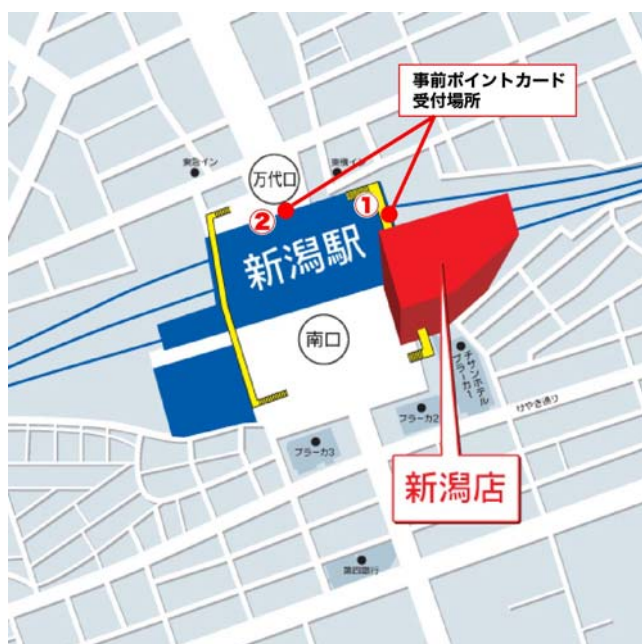 事前ポイントカード
受付場所
東急イン
東横イン
万代口
①
②
新潟駅
南口
チサンホテル
プラーカ1
プラーカ2
けやき通り
プラーカ3
新潟店
第四銀行